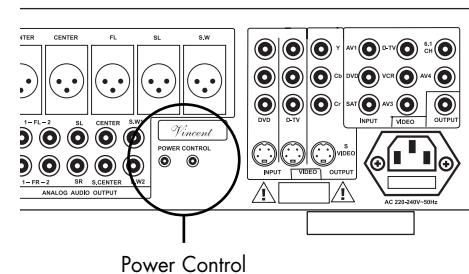 NTER CENTER FL SL S.W
Y AV1 D-TV 6.1 CH
Cb DVD VCR AV4
Cr SAT AV3
DVD D-TV INPUT VIDEO OUTPUT
1 – FL – 2 SL CENTER S.W1
Vincent
POWER CONTROL
S VIDEO
INPUT VIDEO OUTPUT
1 – FR – 2 SR S.CENTER S.W2
ANALOG AUDIO OUTPUT
AC 220-240V~50Hz
Power Control